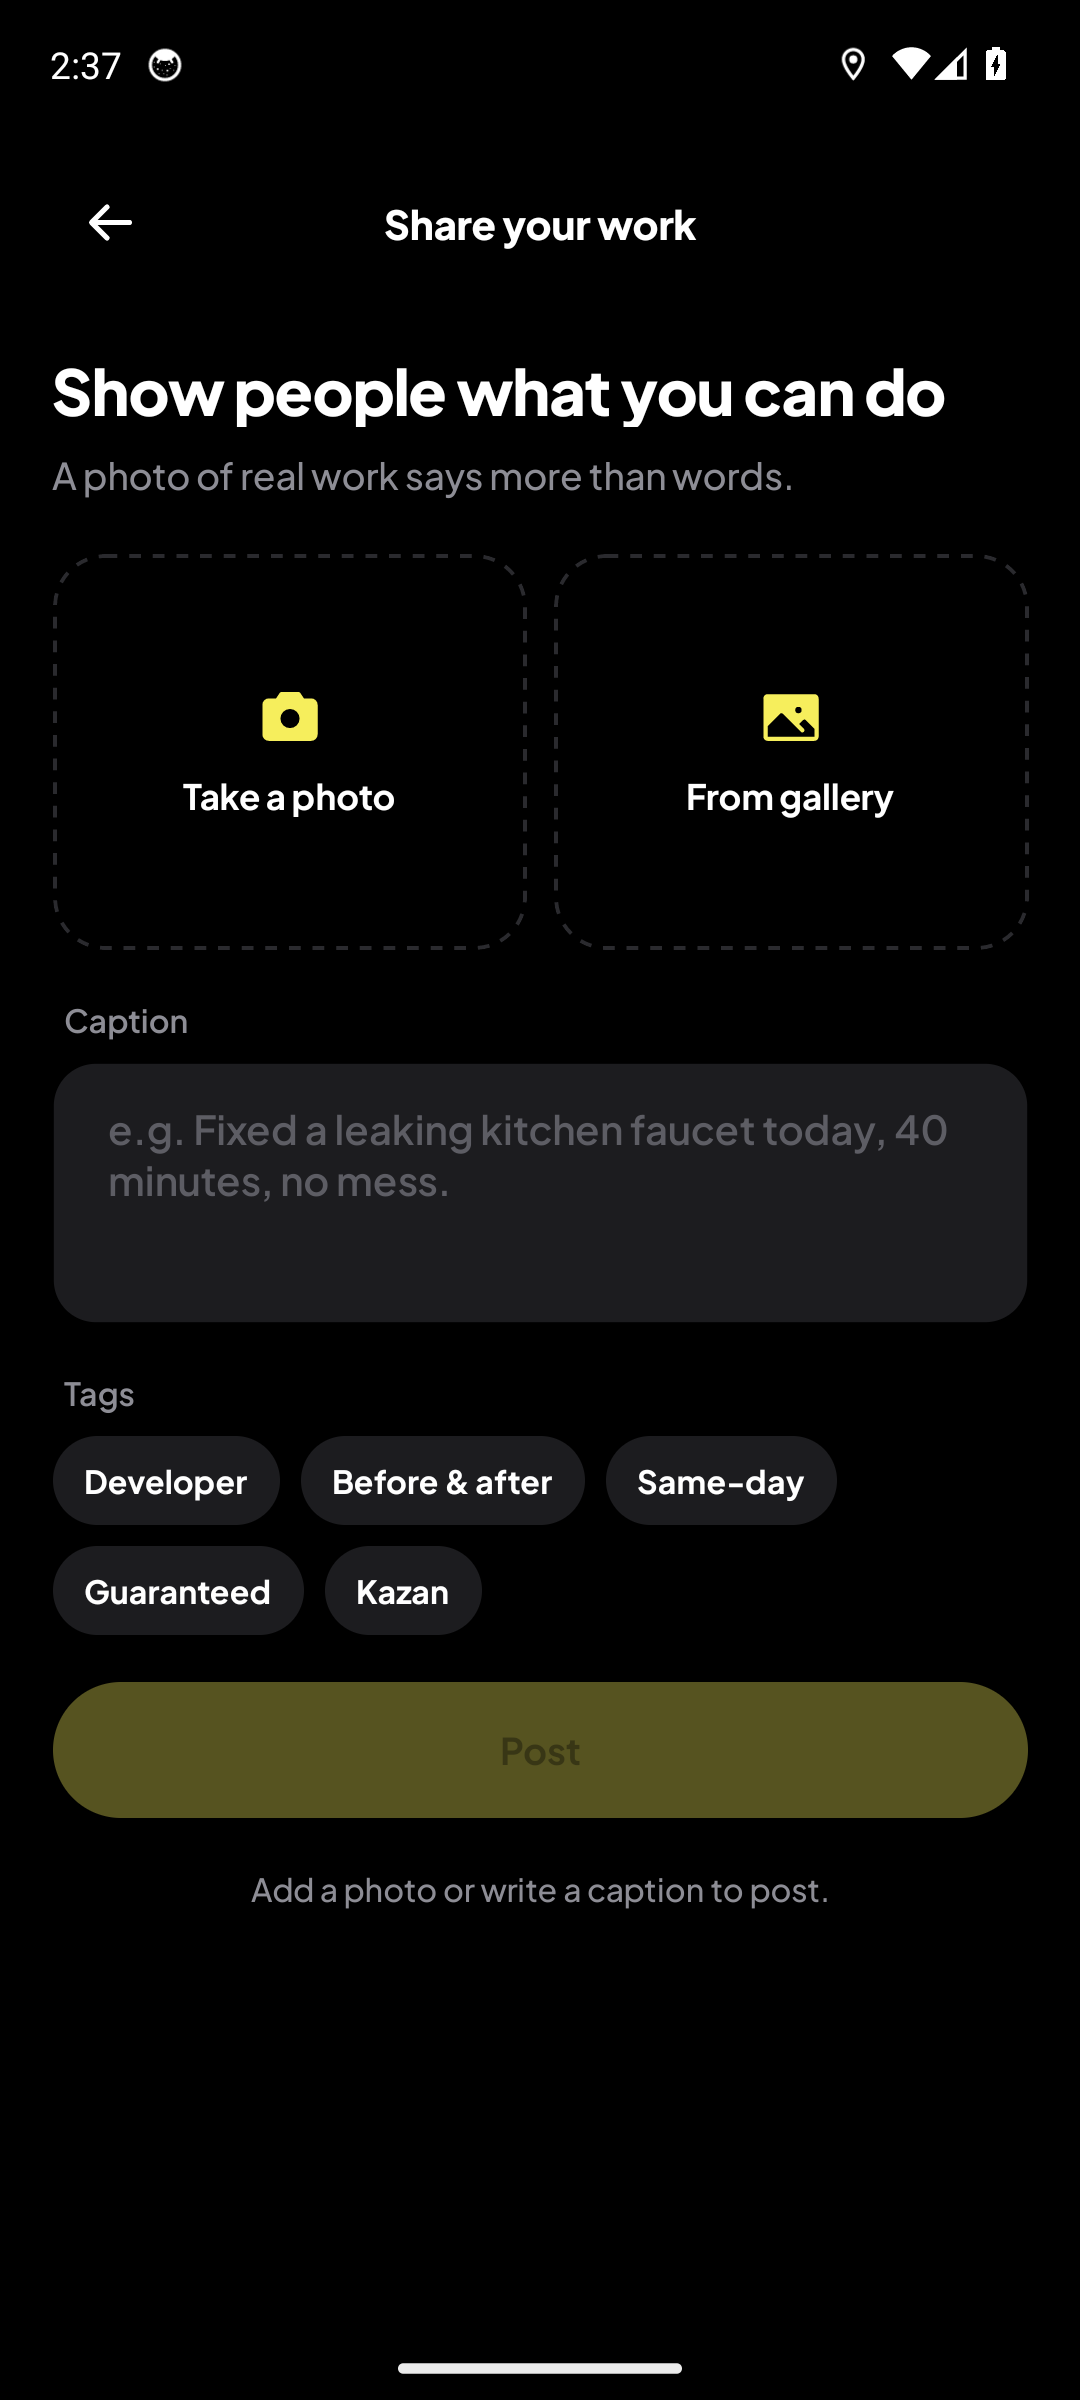 2:37
Share your work
Show people what you can do
A photo of real work says more than words.
Take a photo
From gallery
Caption
e.g. Fixed a leaking kitchen faucet today, 40
minutes, no mess.
Tags
Developer
Before & after
Same-day
Guaranteed
Kazan
Post
Add a photo or write a caption to post.